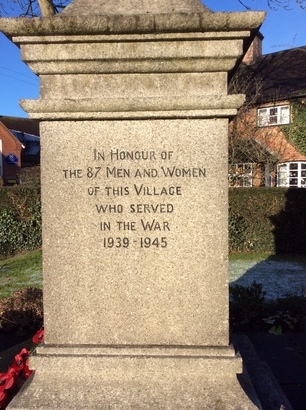 In Honour of
the 87 Men and Women
of this Village
who served
in the War
1939-1945